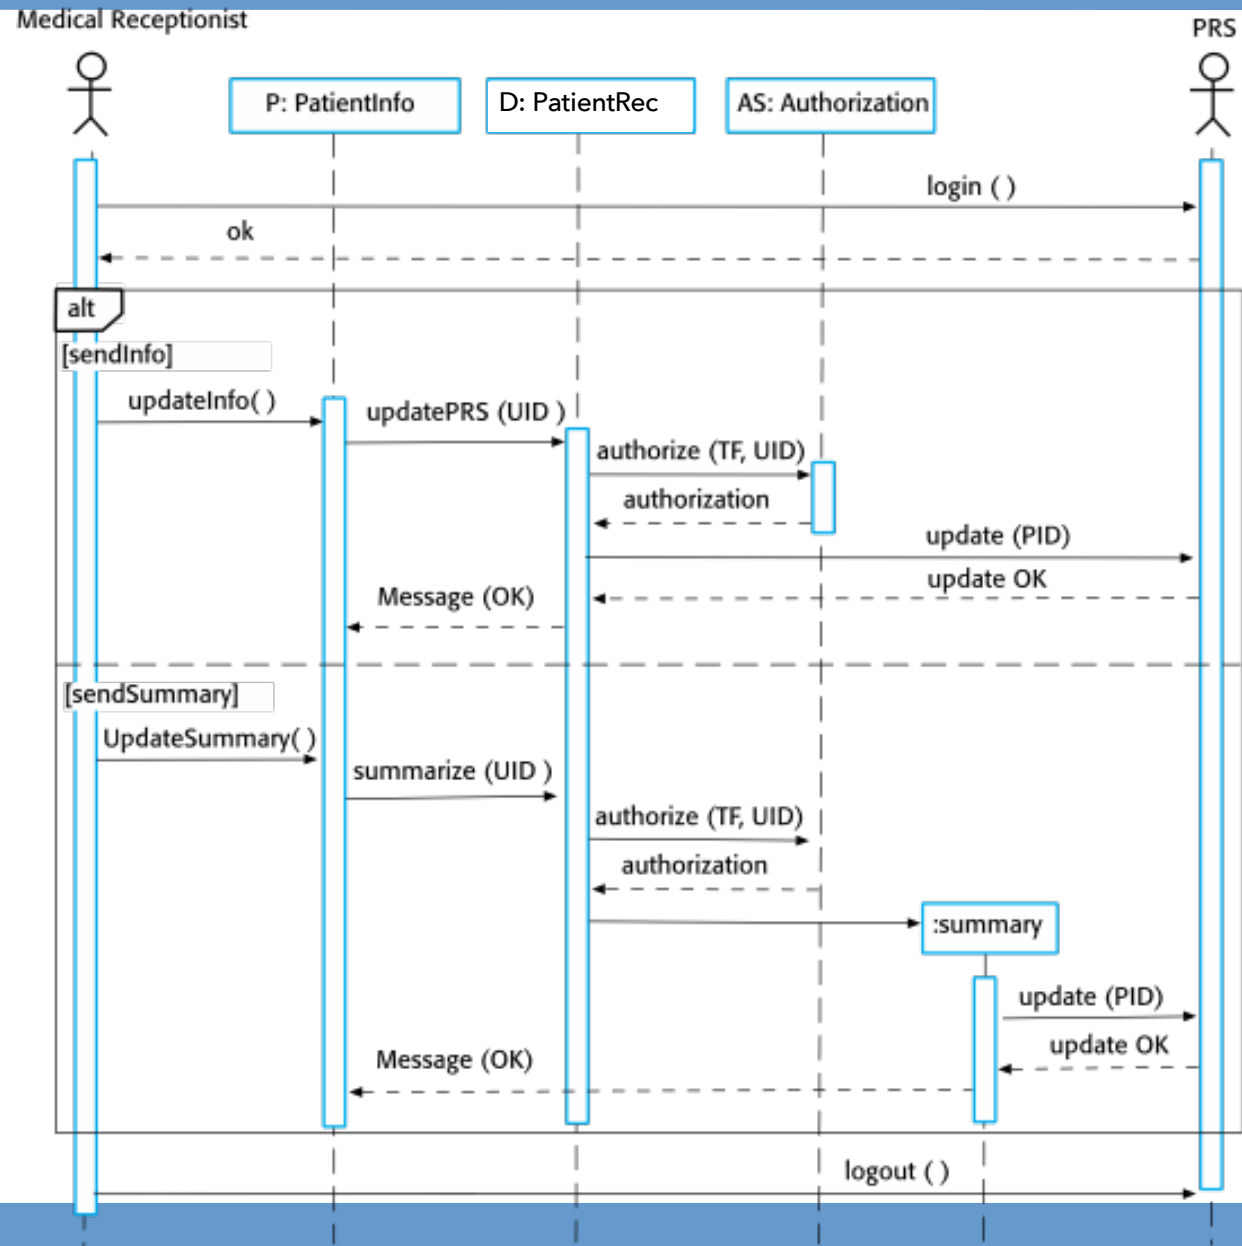 Medical Receptionist
PRS
P: PatientInfo
D: PatientRec
AS: Authorization
login ( )
ok
alt
[sendInfo]
updateInfo( )
updatePRS (UID )
authorize (TF, UID)
authorization
update (PID)
update OK
Message (OK)
[sendSummary]
UpdateSummary( )
summarize (UID )
authorize (TF, UID)
authorization
:summary
update (PID)
update OK
Message (OK)
logout ( )